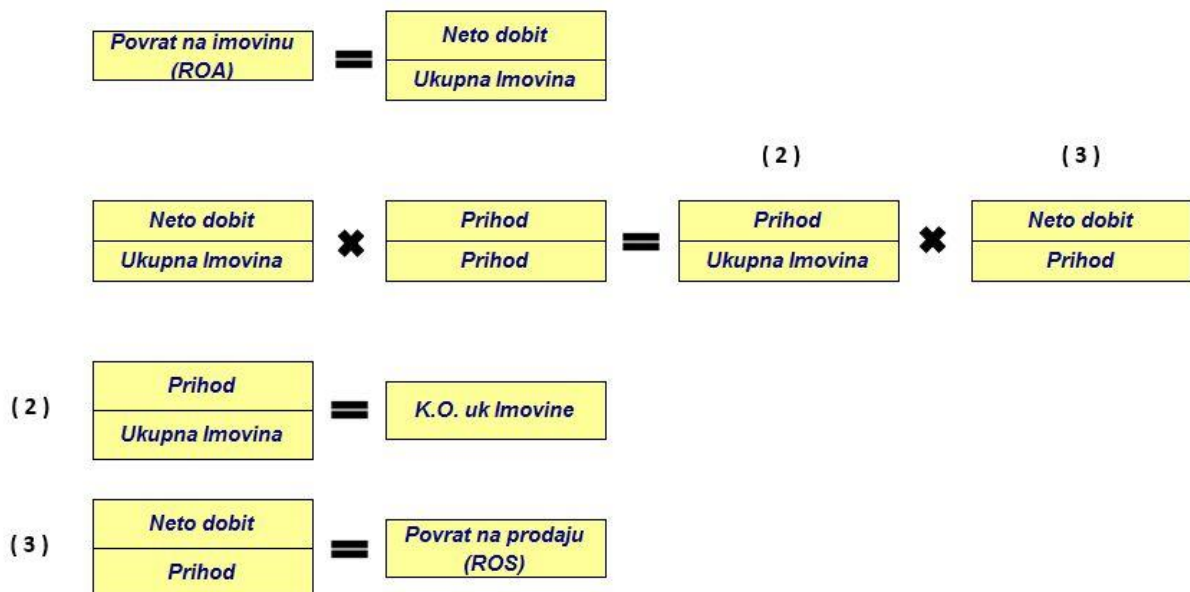 Povrat na imovinu
(ROA)
=
Neto dobit
Ukupna Imovina
( 2 )
( 3 )
Neto dobit
Ukupna Imovina
×
Prihod
Prihod
=
Prihod
Ukupna Imovina
×
Neto dobit
Prihod
( 2 )
Prihod
Ukupna Imovina
=
K.O. uk Imovine
( 3 )
Neto dobit
Prihod
=
Povrat na prodaju
(ROS)